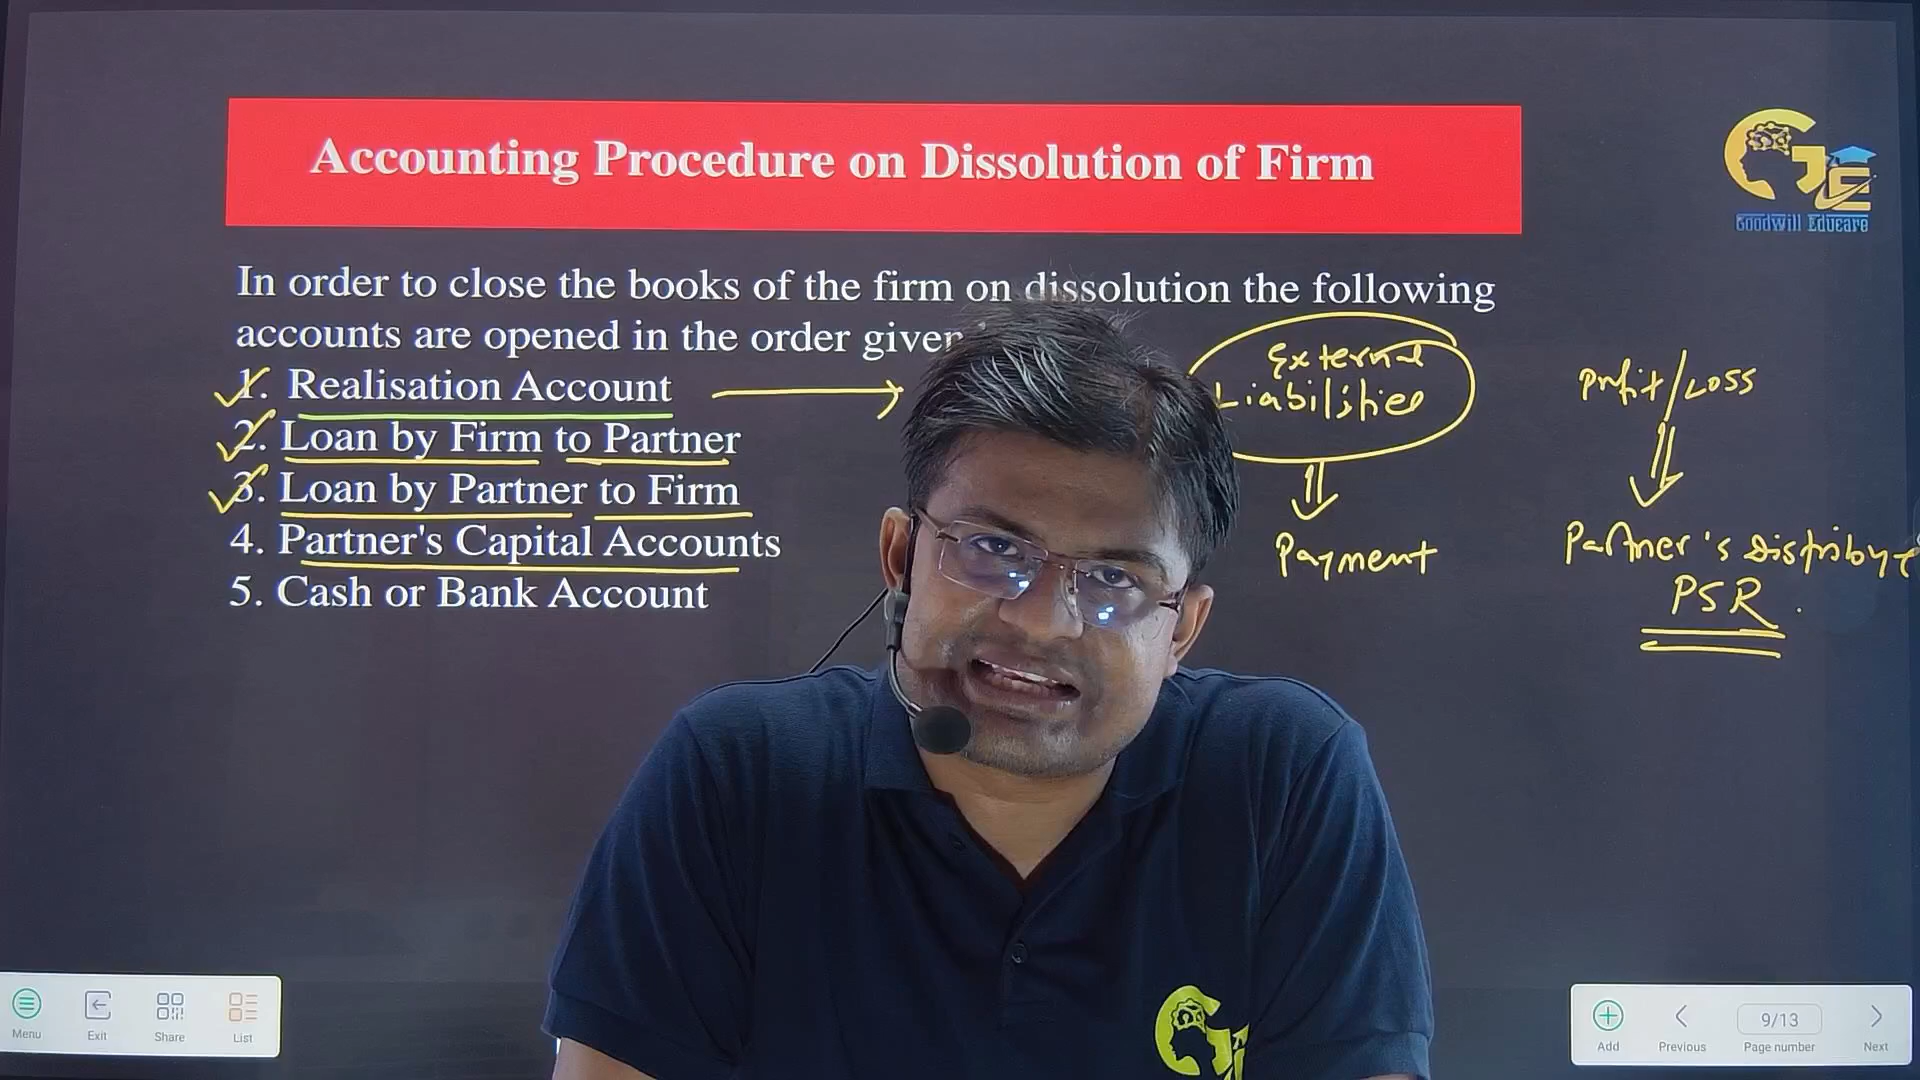 Accounting Procedure on Dissolution of Firm
Goodwill Educare
In order to close the books of the firm on dissolution the following
accounts are opened in the order given
1. Realisation Account
2. Loan by Firm to Partner
3. Loan by Partner to Firm
4. Partner's Capital Accounts
5. Cash or Bank Account
External
Liabilities
Payment
Profit/Loss
Partner's Distribute
PSR
Menu
Exit
Share
List
Add
Previous
9/13
Page number
Next